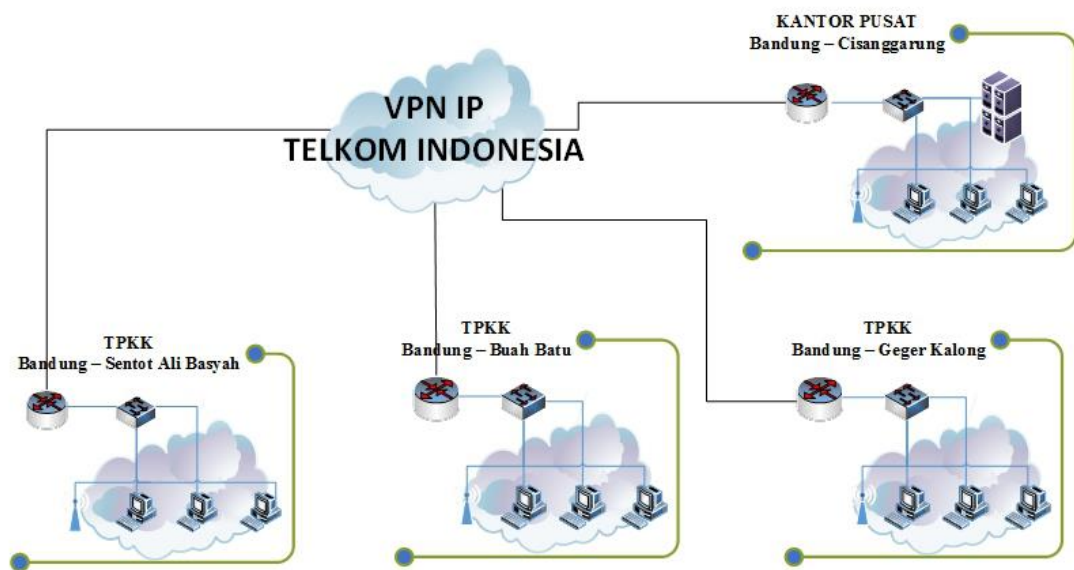 KANTOR PUSAT
Bandung – Cisanggarung
VPN IP
TELKOM INDONESIA
TPKK
Bandung – Sentot Ali Basyah
TPKK
Bandung – Buah Batu
TPKK
Bandung – Geger Kalong